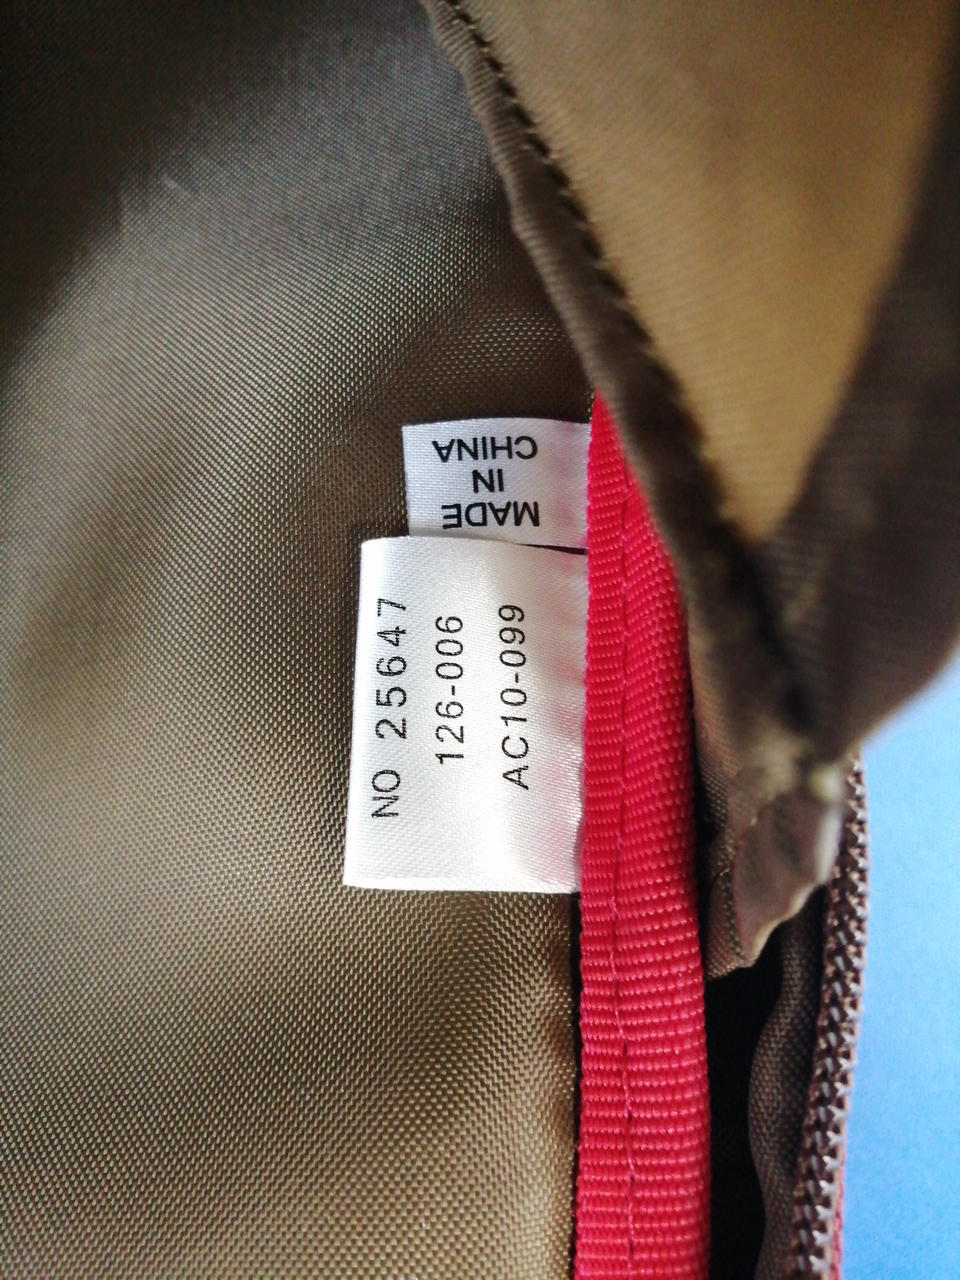 MADE
IN
CHINA
NO 25647
126-006
AC10-099